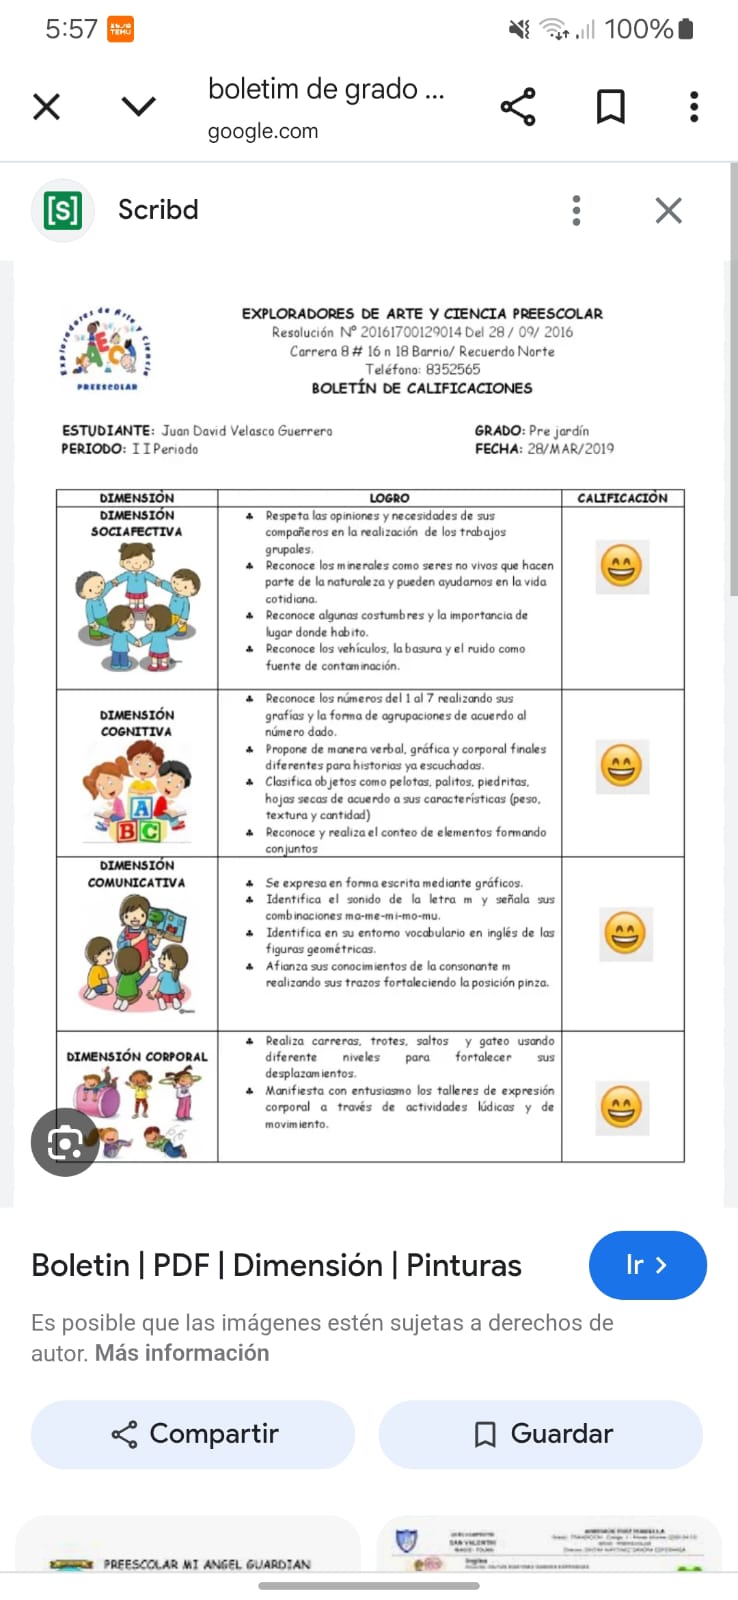 5:57
TEMU
100%
boletim de grado ...
google.com
[S]
Scribd
Exploradores de Arte y Ciencia
AEC
PREESCOLAR
EXPLORADORES DE ARTE Y CIENCIA PREESCOLAR
Resolución Nº 20161700129014 Del 28 / 09/ 2016
Carrera 8 # 16 n 18 Barrio/ Recuerdo Norte
Teléfono: 8352565
BOLETÍN DE CALIFICACIONES
ESTUDIANTE: Juan David Velasco Guerrero
GRADO: Pre jardín
PERIODO: I I Periodo
FECHA: 28/MAR/2019
DIMENSIÓN
LOGRO
CALIFICACIÓN
DIMENSIÓN
SOCIAFECTIVA
♣ Respeta las opiniones y necesidades de sus
compañeros en la realización de los trabajos
grupales.
♣ Reconoce los minerales como seres no vivos que hacen
parte de la naturaleza y pueden ayudarnos en la vida
cotidiana.
♣ Reconoce algunas costumbres y la importancia de
lugar donde habito.
♣ Reconoce los vehículos, la basura y el ruido como
fuente de contaminación.
DIMENSIÓN
COGNITIVA
A
B C
♣ Reconoce los números del 1 al 7 realizando sus
grafías y la forma de agrupaciones de acuerdo al
número dado.
♣ Propone de manera verbal, gráfica y corporal finales
diferentes para historias ya escuchadas.
♣ Clasifica objetos como pelotas, palitos, piedritas,
hojas secas de acuerdo a sus características (peso,
textura y cantidad)
♣ Reconoce y realiza el conteo de elementos formando
conjuntos
DIMENSIÓN
COMUNICATIVA
♣ Se expresa en forma escrita mediante gráficos.
♣ Identifica el sonido de la letra m y señala sus
combinaciones ma-me-mi-mo-mu.
♣ Identifica en su entorno vocabulario en inglés de las
figuras geométricas.
♣ Afianza sus conocimientos de la consonante m
realizando sus trazos fortaleciendo la posición pinza.
DIMENSIÓN CORPORAL
♣ Realiza carreras, trotes, saltos y gateo usando
diferente niveles para fortalecer sus
desplazamientos.
♣ Manifiesta con entusiasmo los talleres de expresión
corporal a través de actividades lúdicas y de
movimiento.
Boletin | PDF | Dimensión | Pinturas
Ir
Es posible que las imágenes estén sujetas a derechos de
autor. Más información
Compartir
Guardar
PREESCOLAR MI ANGEL GUARDIAN
SAN VALENTIN